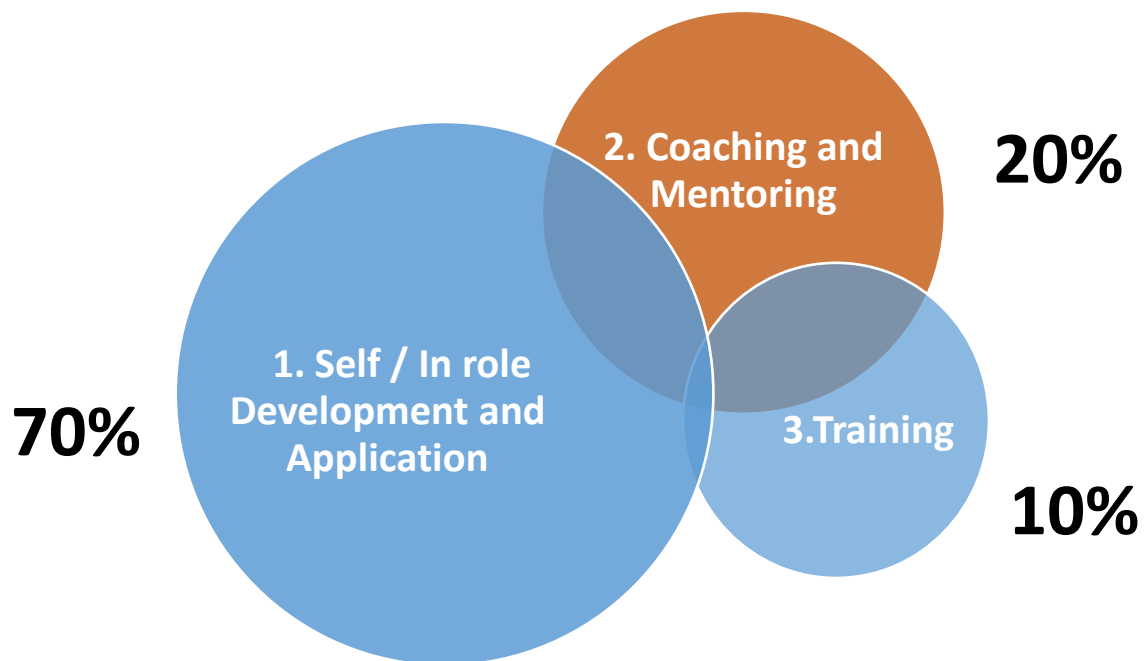 70%
1. Self / In role
Development and
Application
2. Coaching and
Mentoring
20%
3.Training
10%